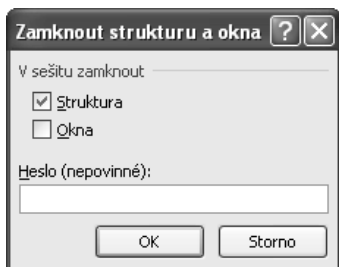 Zamknout strukturu a okna
V sešitu zamknout
Struktura
Okna
Heslo (nepovinné):
OK Storno